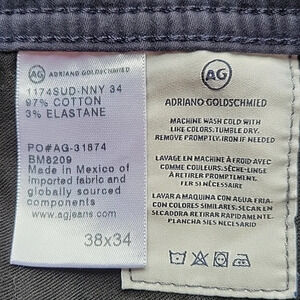 AG ADRIANO GOLDSCHMIED
1174SUD-NNY 34
97% COTTON
3% ELASTANE
PO#AG-31874
BM8209
Made in Mexico of
imported fabric and
globally sourced
components
www.agjeans.com
38x34
AG
ADRIANO GOLDSCHMIED
MACHINE WASH COLD WITH
LIKE COLORS. TUMBLE DRY.
REMOVE PROMPTLY. IRON IF NEEDED
LAVAGE EN MACHINE À FROID AVEC
COMME COULEURS. SÈCHE-LINGE
À RETIRER RAPIDEMENT.
FER SI NÉCESSAIRE
LAVAR A MAQUINA CON AGUA FRIA.
CON COLORES SIMILARES. SECAR EN
SECADORA RETIRAR RAPIDAMENTE.
PLANCHA SIES NECESARIO